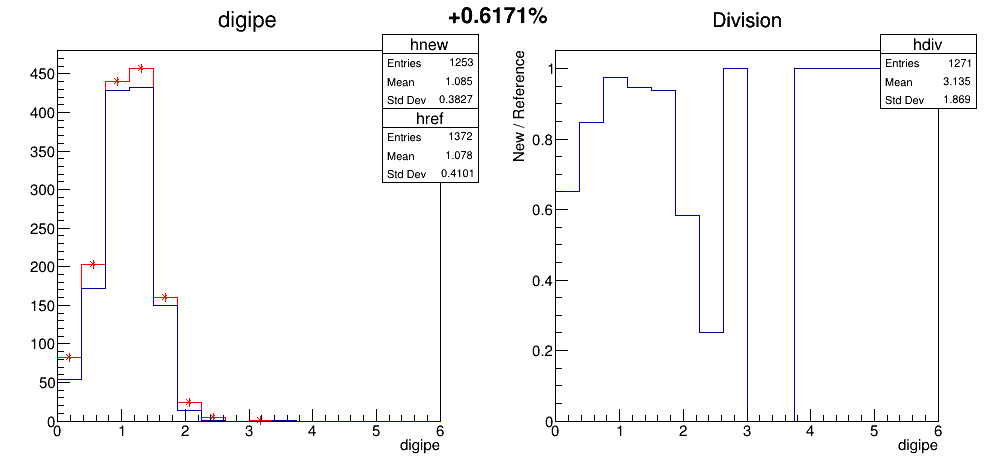 +0.6171%
digipe
hnew
Entries 1253
Mean 1.085
Std Dev 0.3827
href
Entries 1372
Mean 1.078
Std Dev 0.4101
450
400
350
300
250
200
150
100
50
0
0 1 2 3 4 5 6
digipe
Division
hdiv
Entries 1271
Mean 3.135
Std Dev 1.869
New / Reference
1
0.8
0.6
0.4
0.2
0
0 1 2 3 4 5 6
digipe